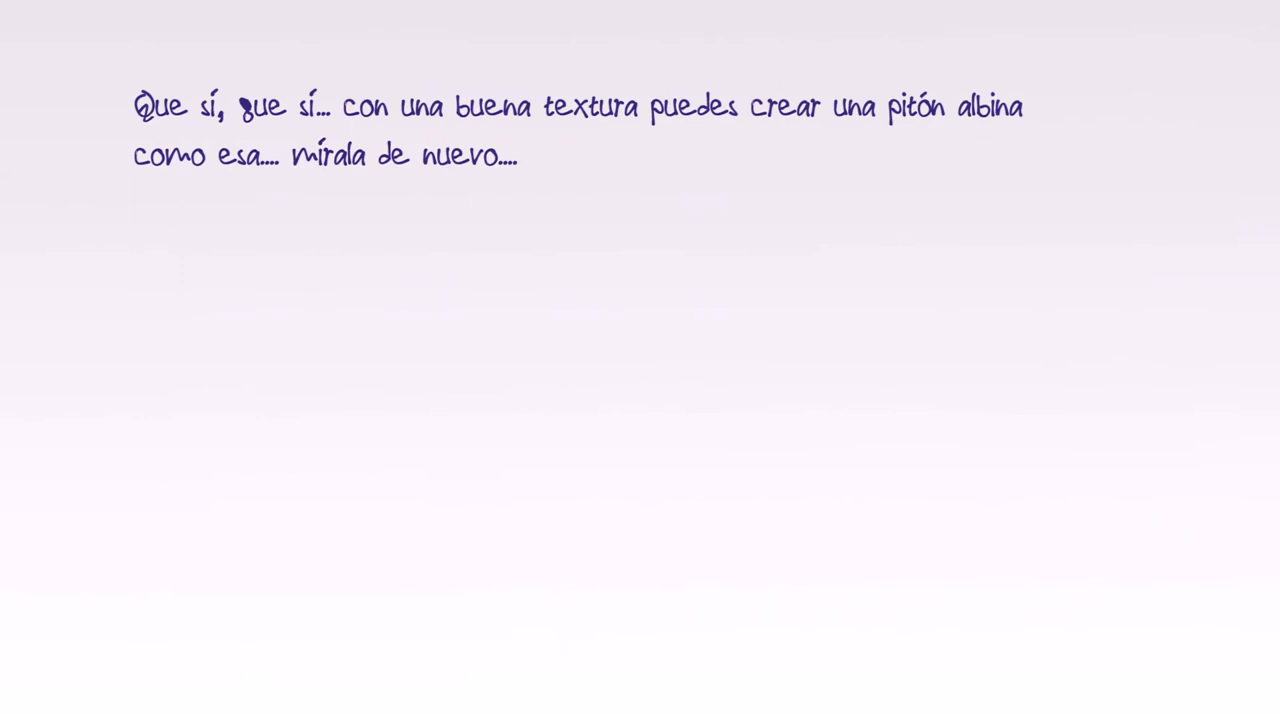 Que sí, que sí... con una buena textura puedes crear una pitón albina
como esa.... mírala de nuevo....